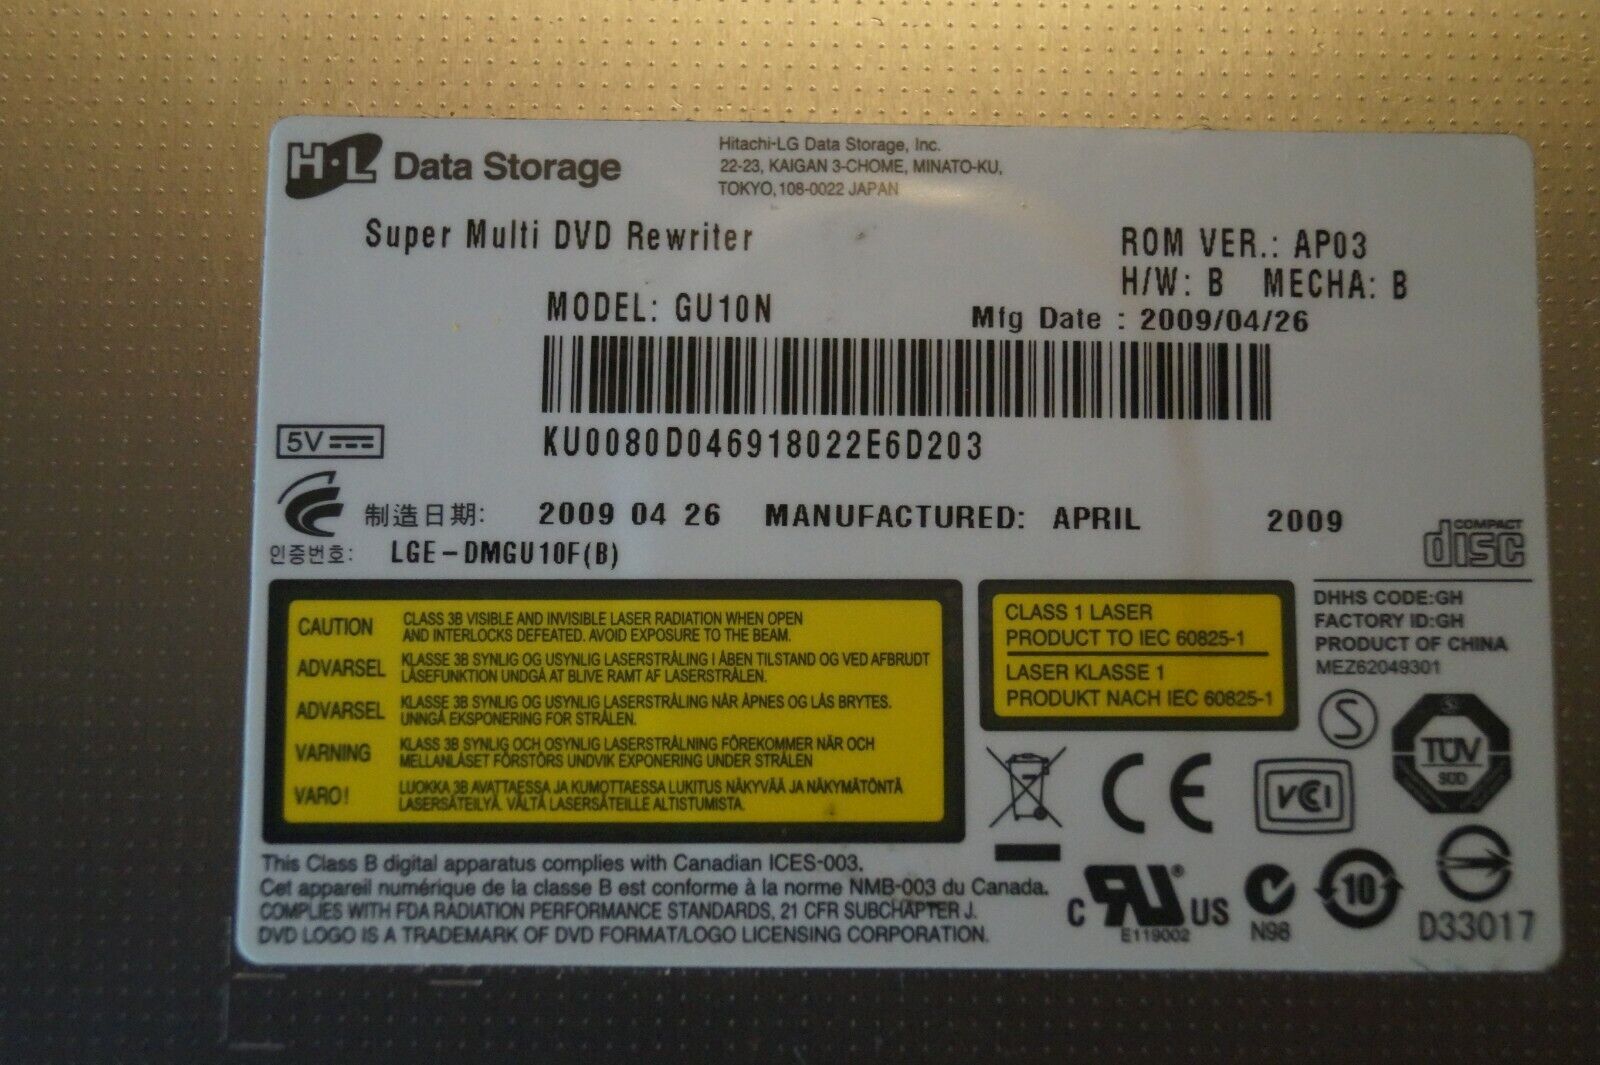 H·L Data Storage
Hitachi-LG Data Storage, Inc.
22-23, KAIGAN 3-CHOME, MINATO-KU,
TOKYO, 108-0022 JAPAN
Super Multi DVD Rewriter
ROM VER.: AP03
H/W: B MECHA: B
MODEL: GU10N
Mfg Date : 2009/04/26
KU0080D046918022E6D203
5V
制造日期: 2009 04 26 MANUFACTURED: APRIL 2009
인증번호: LGE-DMGU10F(B)
COMPACT
disc
CAUTION CLASS 3B VISIBLE AND INVISIBLE LASER RADIATION WHEN OPEN
AND INTERLOCKS DEFEATED. AVOID EXPOSURE TO THE BEAM.
ADVARSEL KLASSE 3B SYNLIG OG USYNLIG LASERSTRÅLING I ÅBEN TILSTAND OG VED AFBRUDT
LÅSEFUNKTION UNDGÅ AT BLIVE RAMT AF LASERSTRÅLEN.
ADVARSEL KLASSE 3B SYNLIG OG USYNLIG LASERSTRÅLING NÅR ÅPNES OG LÅS BRYTES.
UNNGÅ EKSPONERING FOR STRÅLEN.
VARNING KLASS 3B SYNLIG OCH OSYNLIG LASERSTRÅLNING FÖREKOMMER NÄR OCH
MELLANLÅSET FÖRSTÖRS UNDVIK EXPONERING UNDER STRÅLEN
VARO! LUOKKA 3B AVATTAESSA JA KUMOTTAESSA LUKITUS NÄKYVÄÄ JA NÄKYMÄTÖNTÄ
LASERSÄTEILYÄ. VÄLTÄ LASERSÄTEILLE ALTISTUMISTA.
CLASS 1 LASER
PRODUCT TO IEC 60825-1
LASER KLASSE 1
PRODUKT NACH IEC 60825-1
DHHS CODE:GH
FACTORY ID:GH
PRODUCT OF CHINA
MEZ62049301
S
TÜV
SÜD
CE
VCI
This Class B digital apparatus complies with Canadian ICES-003.
Cet appareil numérique de la classe B est conforme à la norme NMB-003 du Canada.
COMPLIES WITH FDA RADIATION PERFORMANCE STANDARDS, 21 CFR SUBCHAPTER J.
DVD LOGO IS A TRADEMARK OF DVD FORMAT/LOGO LICENSING CORPORATION.
C RU ® US
E119002
N98
10
D33017